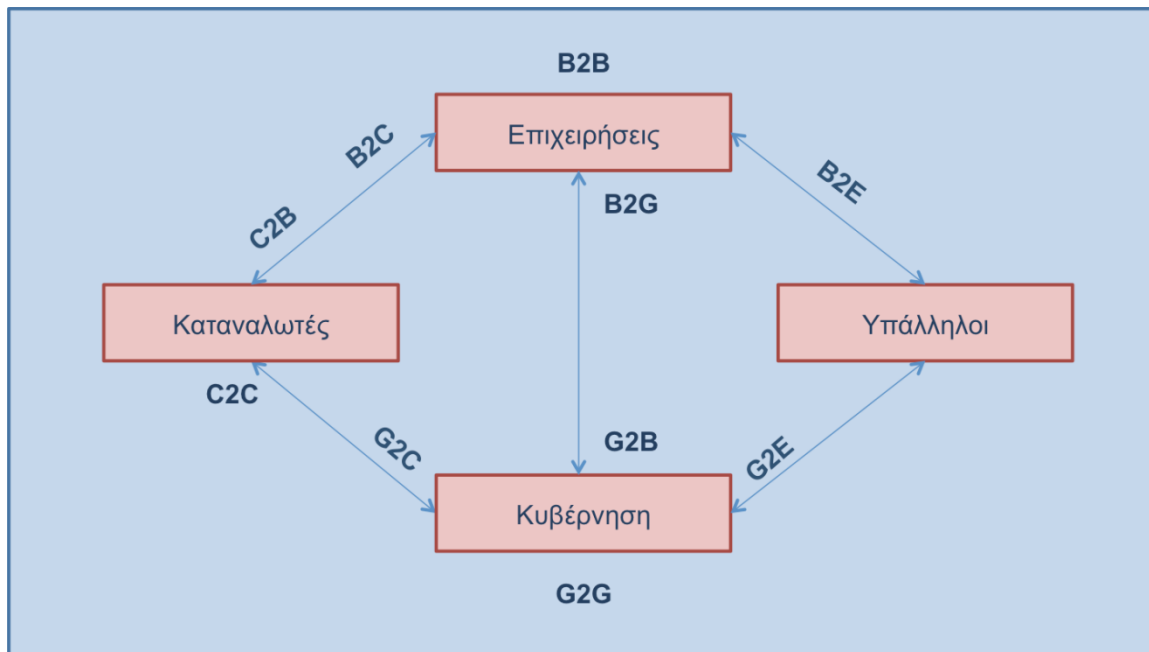 B2B
Επιχειρήσεις
B2C
B2E
B2G
C2B
Καταναλωτές
Υπάλληλοι
C2C
G2C
G2B
G2E
Κυβέρνηση
G2G